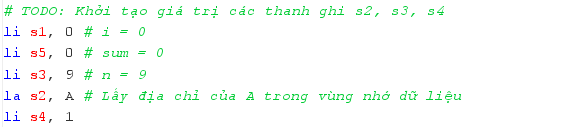 # TODO: Khởi tạo giá trị các thanh ghi s2, s3, s4
li s1, 0 # i = 0
li s5, 0 # sum = 0
li s3, 9 # n = 9
la s2, A # Lấy địa chỉ của A trong vùng nhớ dữ liệu
li s4, 1